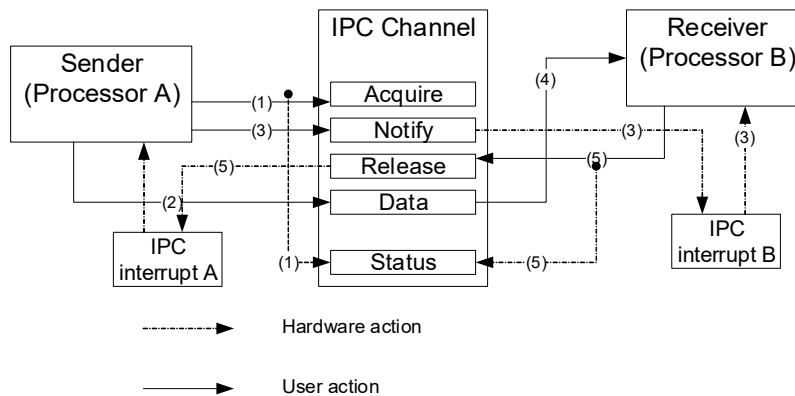 IPC Channel
Sender
(Processor A)
Receiver
(Processor B)
Acquire
Notify
Release
Data
Status
(1)
(3)
(5)
(2)
(1)
(4)
(3)
(3)
(5)
(5)
IPC
interrupt A
IPC
interrupt B
Hardware action
User action